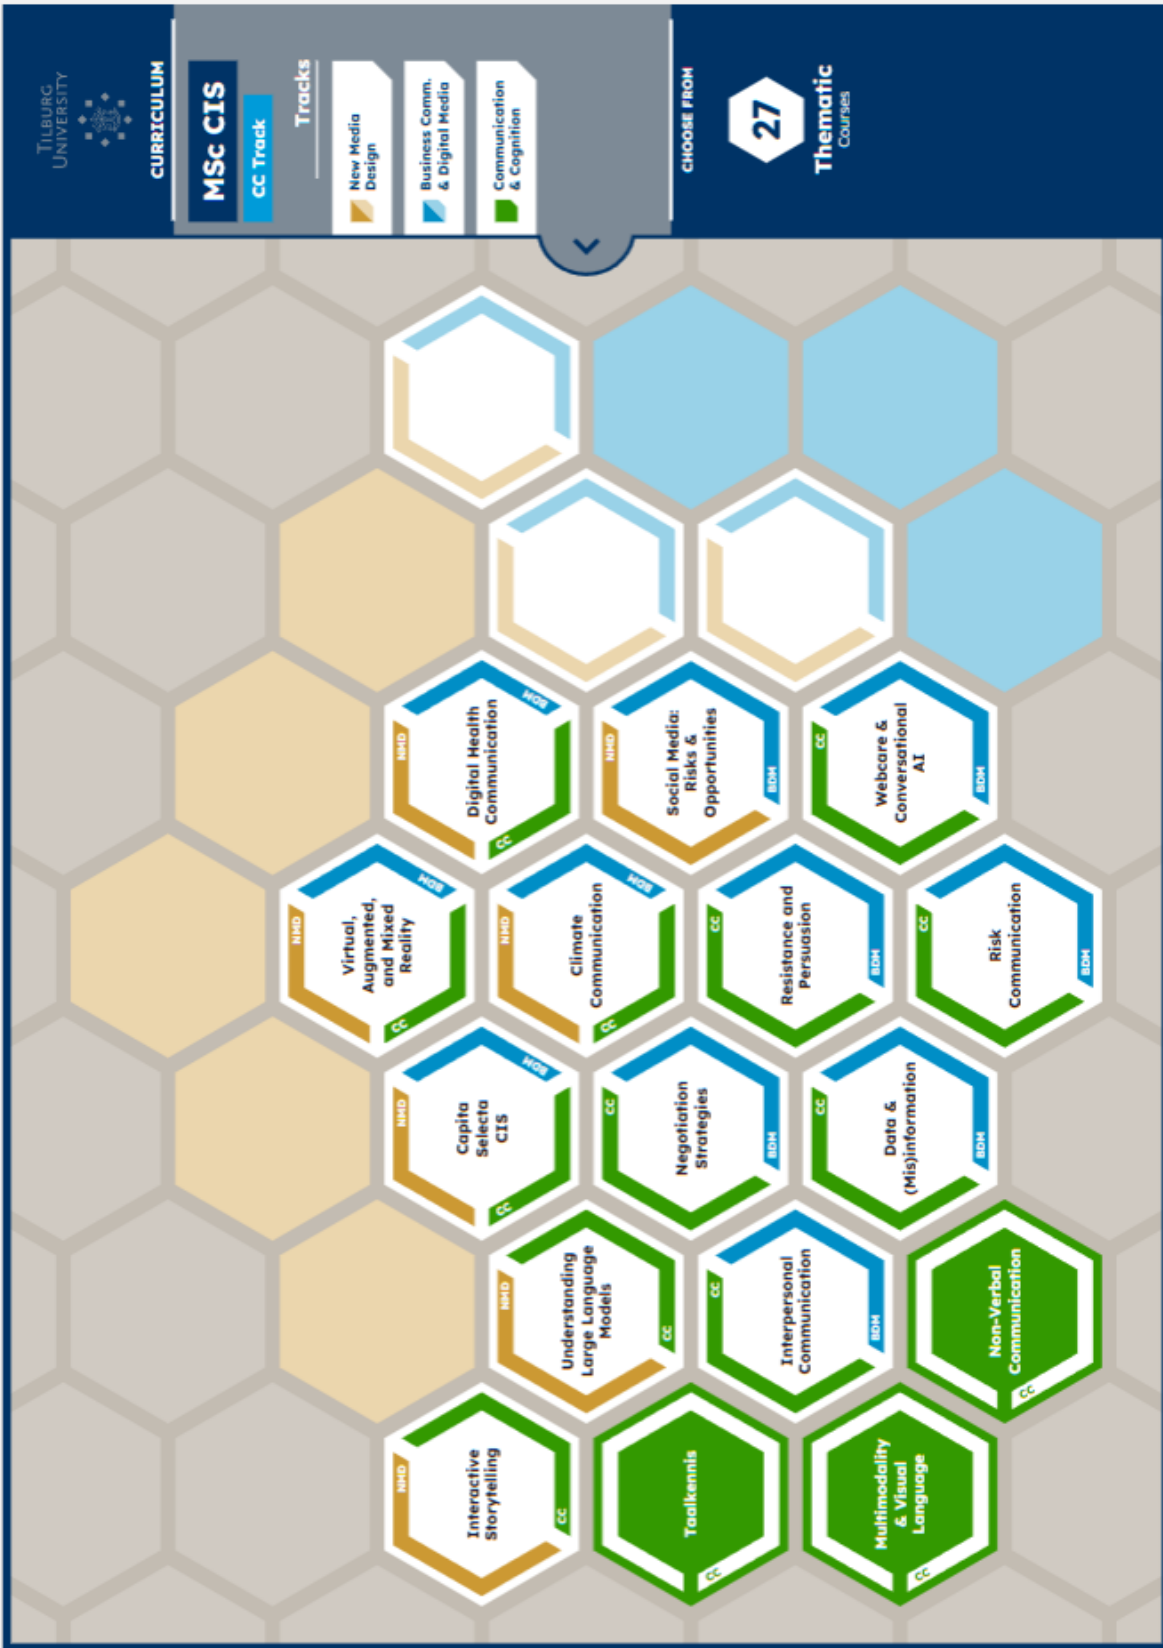 TILBURG
UNIVERSITY
CURRICULUM
MSc CIS
CC Track
Tracks
New Media
Design
Business Comm.
& Digital Media
Communication
& Cognition
CHOOSE FROM
27
Thematic
Courses
NMD
Virtual,
Augmented,
and Mixed
Reality
BDM
CC
NMD
Interactive
Storytelling
CC
NMD
Capita
Selecta
CIS
BDM
CC
NMD
Digital Health
Communication
BDM
CC
NMD
Understanding
Large Language
Models
CC
NMD
Climate
Communication
BDM
CC
Taalkennis
CC
CC
Negotiation
Strategies
BDM
NMD
Social Media:
Risks &
Opportunities
BDM
CC
Interpersonal
Communication
BDM
CC
Resistance and
Persuasion
BDM
Multimodality
& Visual
Language
CC
CC
Data &
(Mis)information
BDM
CC
Webcare &
Conversational
AI
BDM
Non-Verbal
Communication
CC
CC
Risk
Communication
BDM